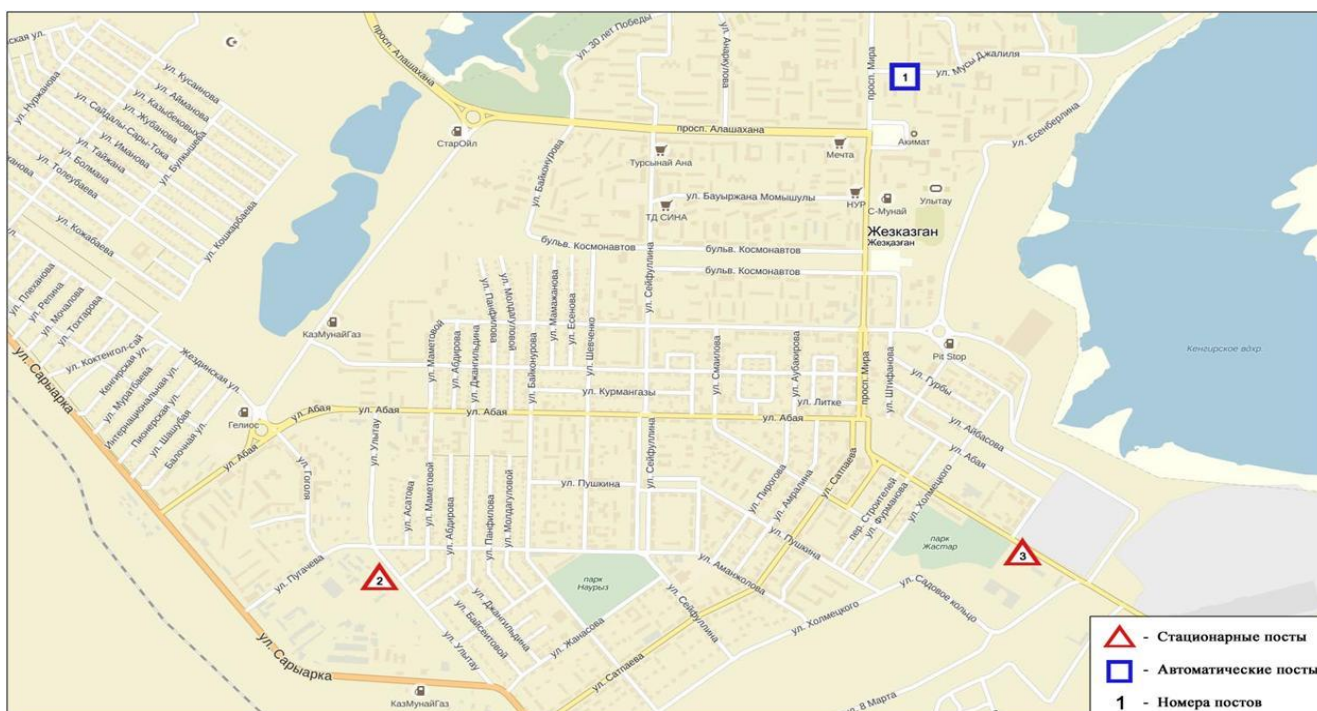 ул. 30 лет Победы
ул. Анаркулова
просп. Мира
1
ул. Мусы Джалиля
ул. Есенберлина
просп. Алашахана
просп. Алашахана
СтарОйл
Турсынай Ана
Мечта
Акимат
ул. Нуржанова
ул. Кусаинова
ул. Айманова
ул. Казыбековых
ул. Жубанова
ул. Сайдалы-Сары-Тока
ул. Иманова
ул. Тайжана
ул. Болмана
ул. Толеубаева
ул. Булкышева
ул. Кошкарбаева
ул. Кожабаева
ул. Байконурова
ул. Бауыржана Момышулы
НУР
С-Мунай
Улытау
ТД СИНА
Жезказган
Жезқазған
бульв. Космонавтов
бульв. Космонавтов
бульв. Космонавтов
ул. Сейфуллина
ул. Плеханова
ул. Репина
ул. Мочалова
ул. Тохтарова
ул. Коктенгол-сай
Кенгирская ул.
ул. Муратбаева
Интернациональная ул.
Пионерская ул.
ул. Шашубая
Балочная ул.
Жездинская ул.
КазМунайГаз
ул. Сарыарка
Гелиос
ул. Абая
ул. Абая
ул. Абая
ул. Абая
ул. Абая
ул. Маметовой
ул. Абдирова
ул. Джангильдина
ул. Панфилова
ул. Молдагуловой
ул. Байконурова
ул. Мамажанова
ул. Есенова
ул. Шевченко
ул. Курмангазы
ул. Смаилова
ул. Аубакирова
ул. Литке
просп. Мира
ул. Штифанова
Pit Stop
ул. Гурбы
ул. Айбасова
ул. Абая
Кенгирское вдхр.
ул. Гоголя
ул. Улытау
ул. Асатова
ул. Маметовой
ул. Абдирова
ул. Панфилова
ул. Молдагуловой
ул. Пушкина
ул. Сейфуллина
ул. Пирогова
ул. Амралина
ул. Сатпаева
пер. Строителей
ул. Фурманова
ул. Холмецкого
ул. Пушкина
парк
Жастар
3
ул. Пугачева
2
парк
Наурыз
ул. Аманжолова
ул. Садовое кольцо
ул. Холмецкого
ул. Сейфуллина
ул. Джангильдина
ул. Байсеитовой
ул. Жанасова
ул. Улытау
ул. Сатпаева
ул. Сарыарка
КазМунайГаз
ул. 8 Марта
- Стационарные посты
- Автоматические посты
1 - Номера постов